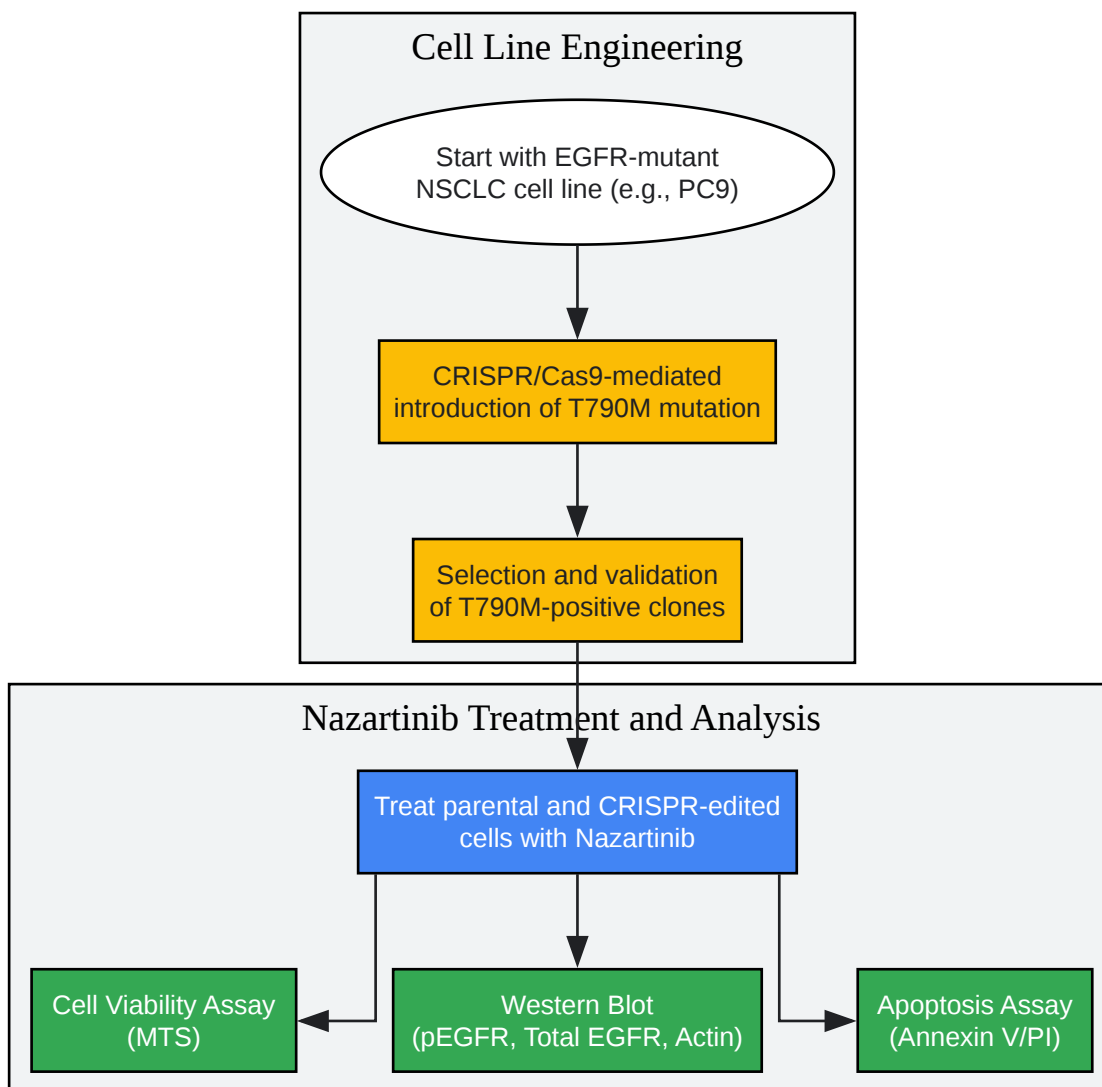 Cell Line Engineering
Start with EGFR-mutant
NSCLC cell line (e.g., PC9)
CRISPR/Cas9-mediated
introduction of T790M mutation
Selection and validation
of T790M-positive clones
Nazartinib Treatment and Analysis
Treat parental and CRISPR-edited
cells with Nazartinib
Cell Viability Assay
(MTS)
Western Blot
(pEGFR, Total EGFR, Actin)
Apoptosis Assay
(Annexin V/PI)